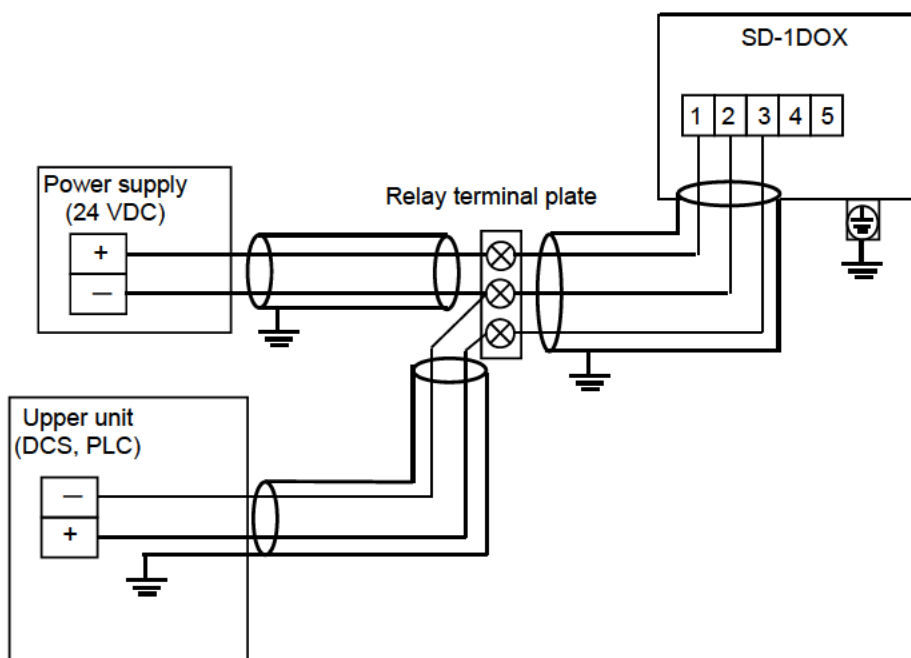 SD-1DOX
1 2 3 4 5
Power supply
(24 VDC)
+
—
Relay terminal plate
Upper unit
(DCS, PLC)
—
+